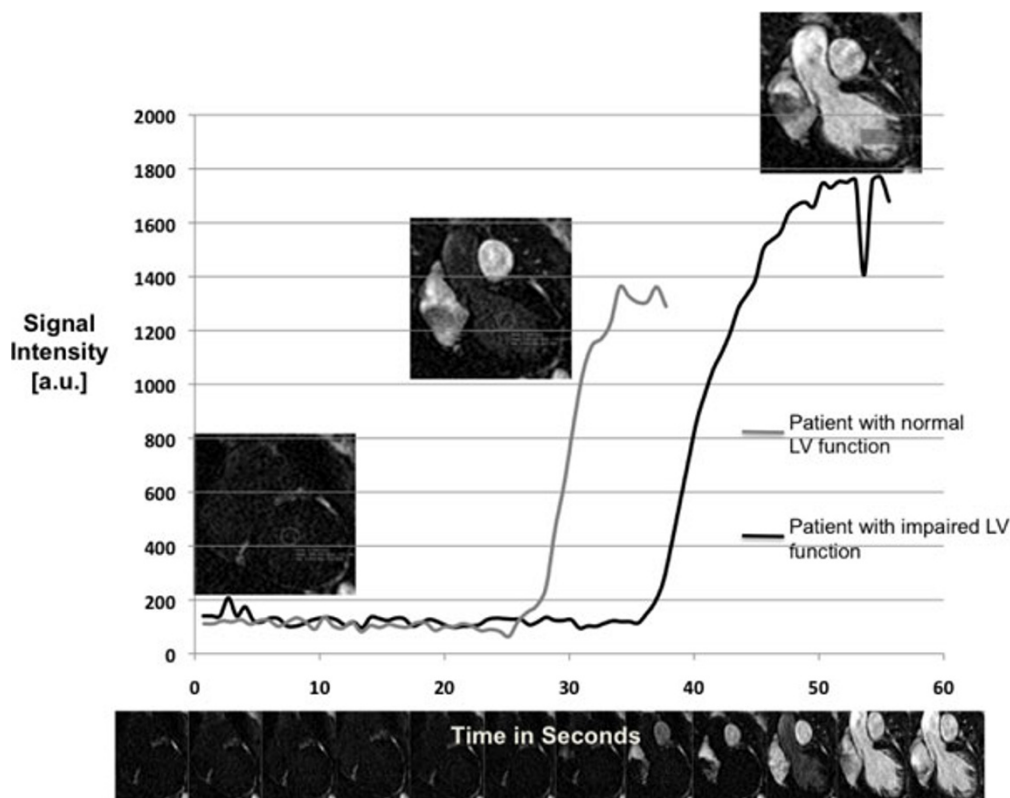 2000
1800
1600
1400
1200
1000
800
600
400
200
0
Signal
Intensity
[a.u.]
Patient with normal
LV function
Patient with impaired LV
function
0 10 20 30 40 50 60
Time in Seconds